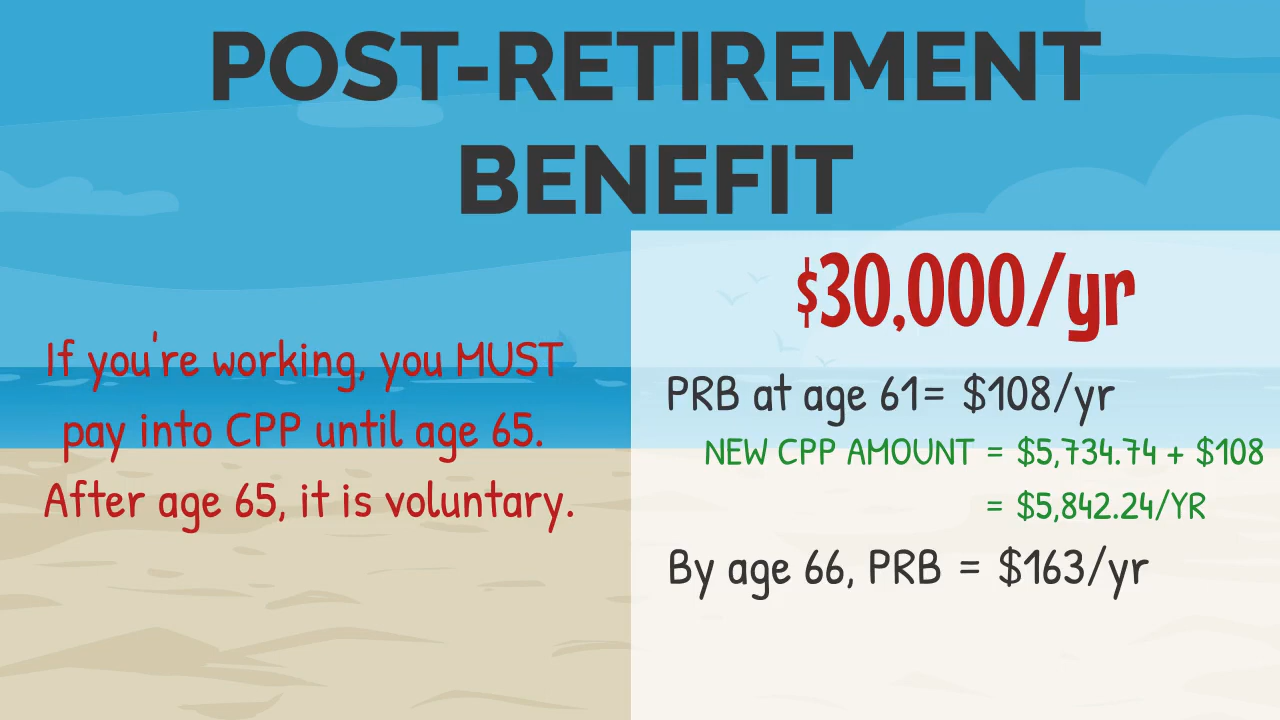 POST-RETIREMENT
BENEFIT
If you're working, you MUST
pay into CPP until age 65.
After age 65, it is voluntary.
$30,000/yr
PRB at age 61= $108/yr
NEW CPP AMOUNT = $5,734.74 + $108
= $5,842.24/YR
By age 66, PRB = $163/yr